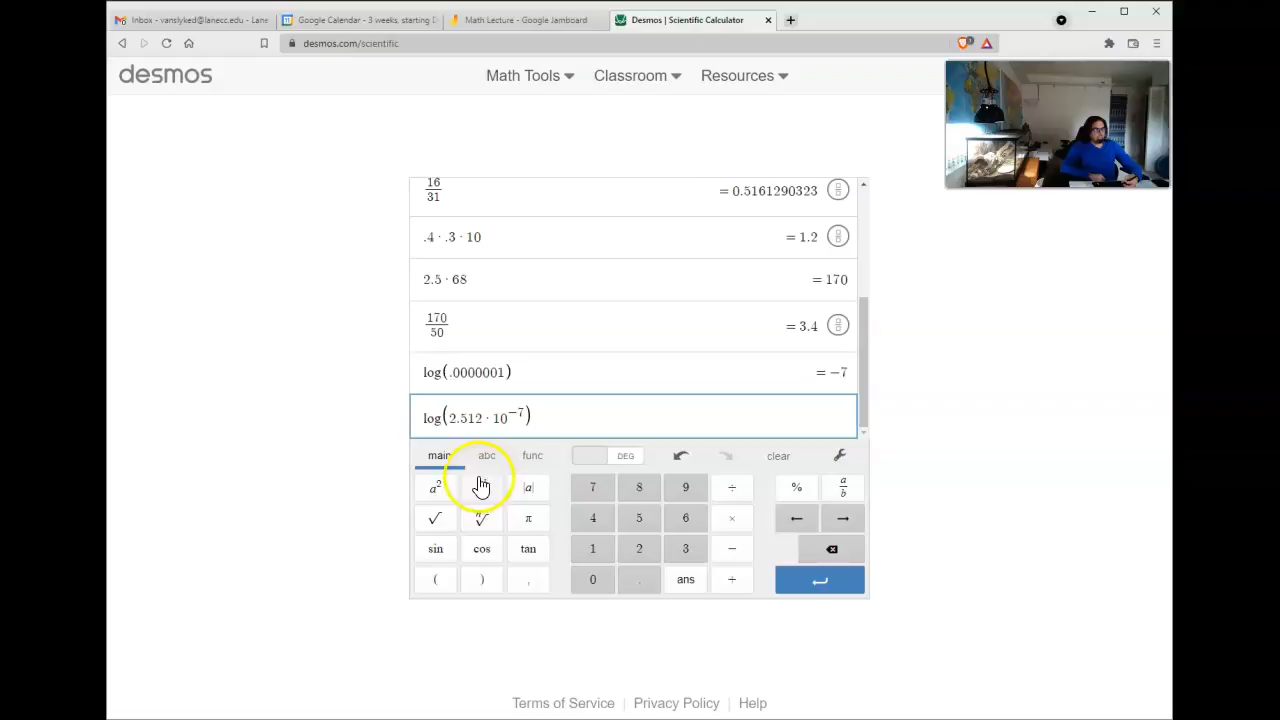 Inbox - vanslyked@lanecc.edu - Lane
Google Calendar - 3 weeks, starting D
Math Lecture - Google Jamboard
Desmos | Scientific Calculator
desmos.com/scientific
desmos
Math Tools
Classroom
Resources
16/31
= 0.5161290323
.4 · .3 · 10
= 1.2
2.5 · 68
= 170
170/50
= 3.4
log(.0000001)
= −7
log(2.512 · 10⁻⁷)
main abc func DEG clear
a² |a| 7 8 9 ÷ % a/b
√ ⁿ√ π 4 5 6 × ← →
sin cos tan 1 2 3 −
( ) , 0 . ans +
Terms of Service | Privacy Policy | Help